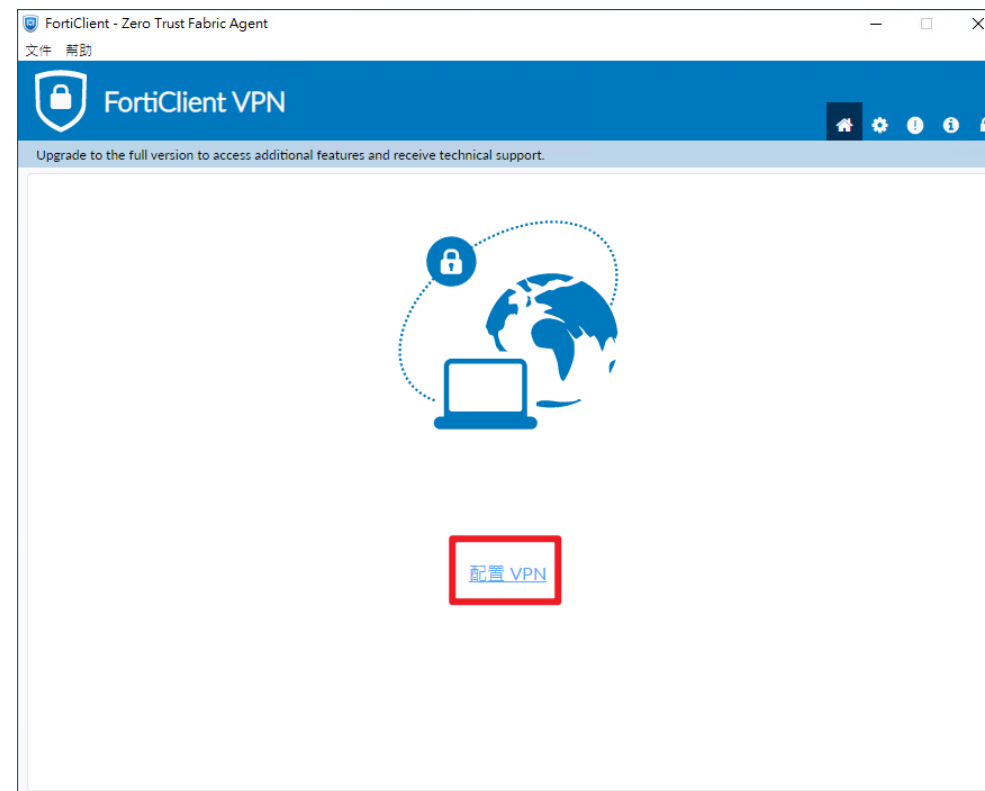 FortiClient - Zero Trust Fabric Agent
文件 幫助
FortiClient VPN
Upgrade to the full version to access additional features and receive technical support.
配置 VPN